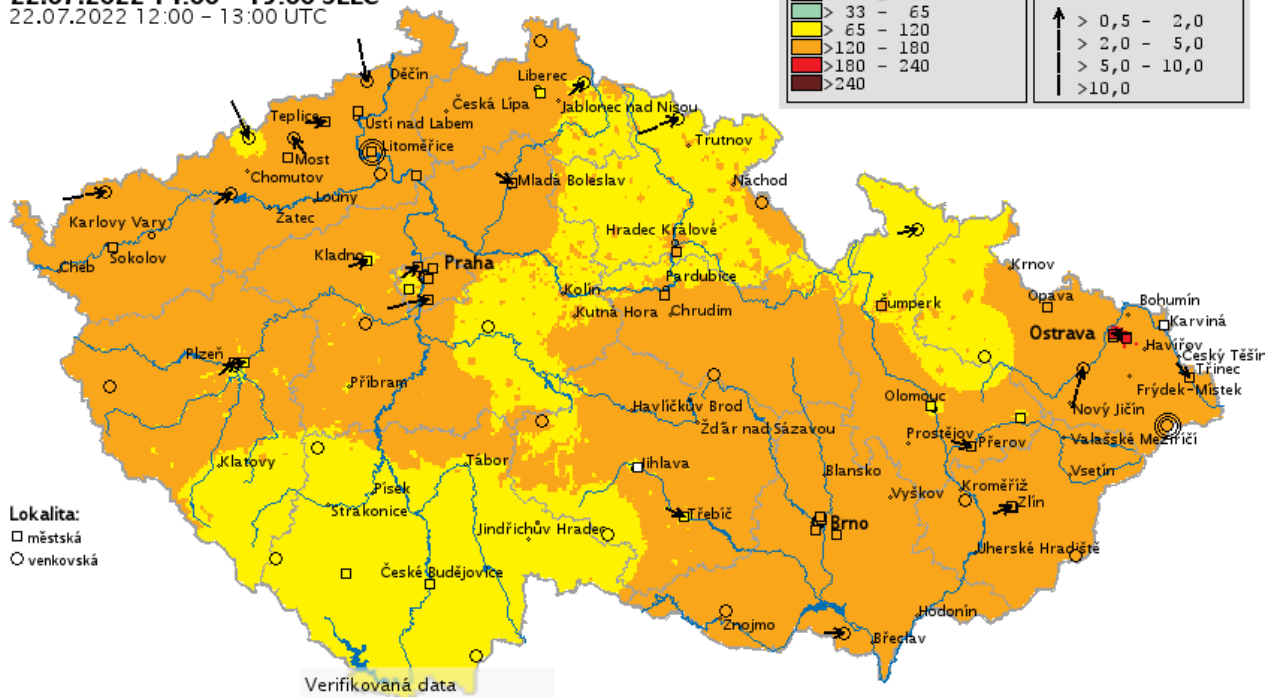 22.07.2022 12:00 - 13:00 UTC
> 33 - 65
> 65 - 120
>120 - 180
>180 - 240
>240
> 0,5 - 2,0
> 2,0 - 5,0
> 5,0 - 10,0
>10,0
Děčín
Liberec
Česká Lípa
Jablonec nad Nisou
Teplice
Ústí nad Labem
Trutnov
Litoměřice
Most
Chomutov
Mladá Boleslav
Náchod
Louny
Žatec
Karlovy Vary
Hradec Králové
Sokolov
Kladno
Praha
Cheb
Krnov
Pardubice
Kolín
Opava
Bohumín
Šumperk
Kutná Hora
Chrudim
Karviná
Ostrava
Havířov
Plzeň
Český Těšín
Třinec
Příbram
Frýdek-Místek
Olomouc
Havlíčkův Brod
Nový Jičín
Žďár nad Sázavou
Prostějov
Přerov
Valašské Meziříčí
Klatovy
Tábor
Jihlava
Blansko
Vsetín
Písek
Vyškov
Kroměříž
Strakonice
Zlín
Lokalita:
Třebíč
Brno
Jindřichův Hradec
městská
venkovská
Uherské Hradiště
České Budějovice
Hodonín
Znojmo
Břeclav
Verifikovaná data